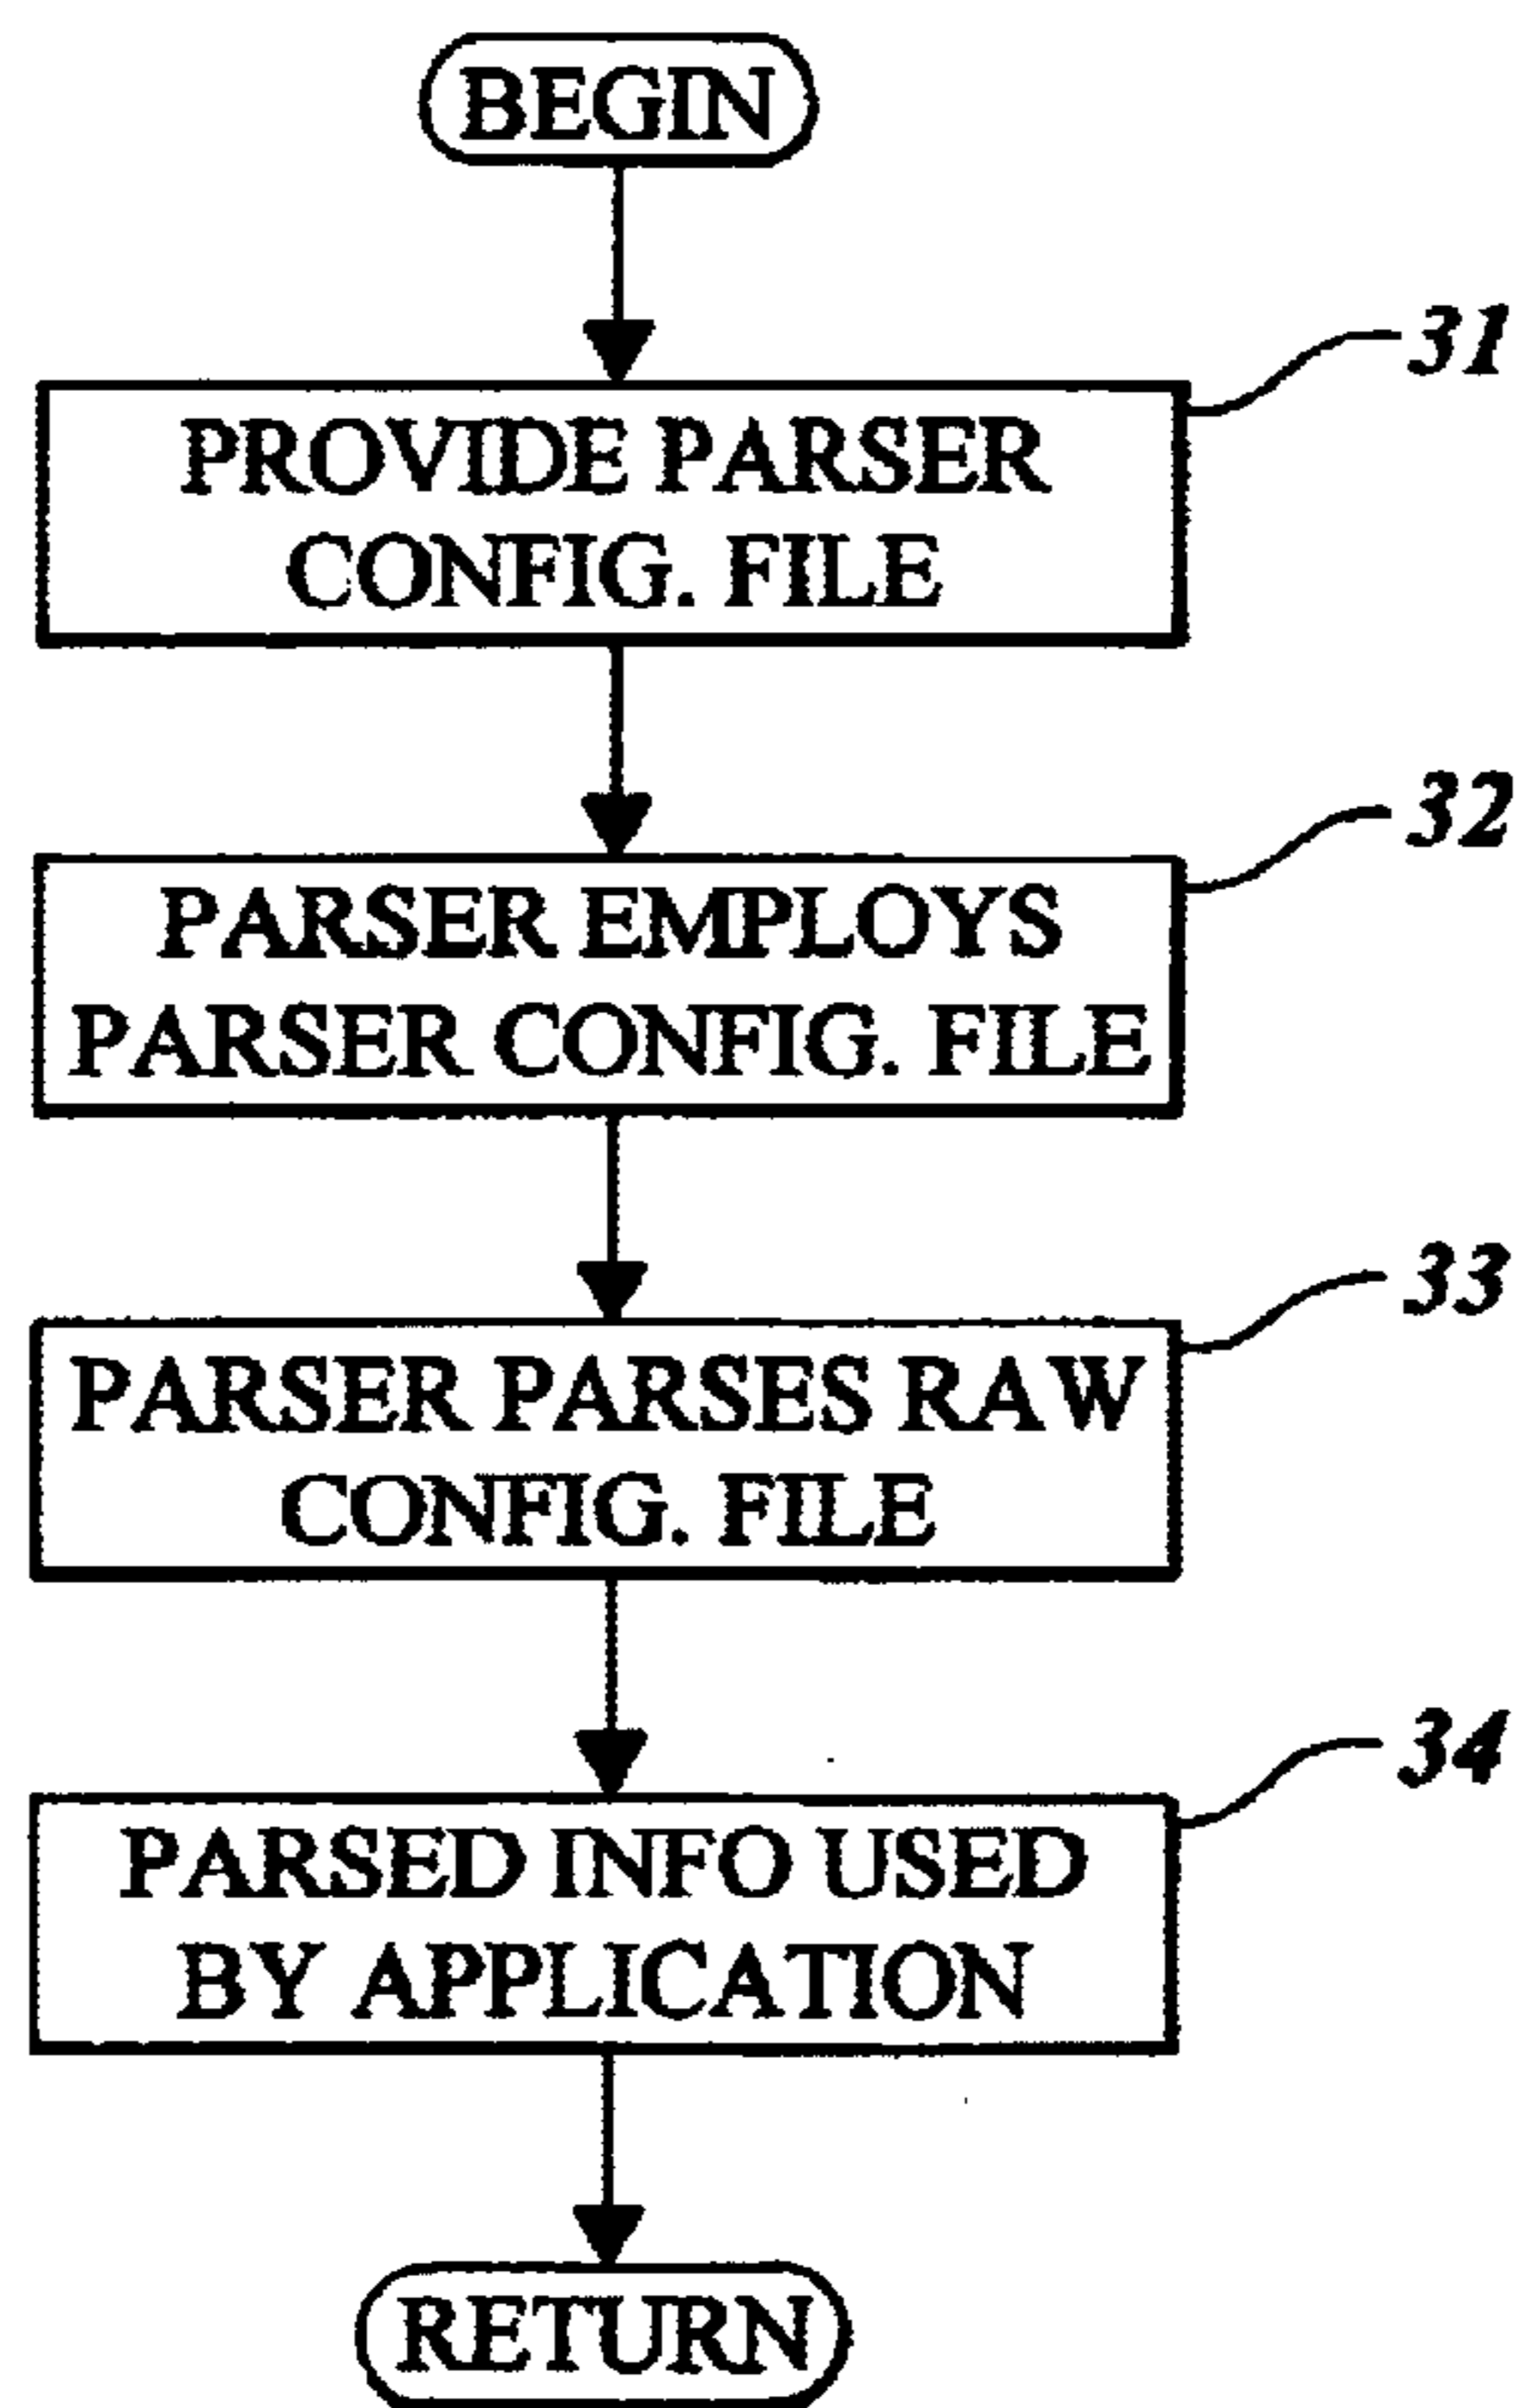 BEGIN
31
PROVIDE PARSER
CONFIG. FILE
32
PARSER EMPLOYS
PARSER CONFIG. FILE
33
PARSER PARSES RAW
CONFIG. FILE
34
PARSED INFO USED
BY APPLICATION
RETURN